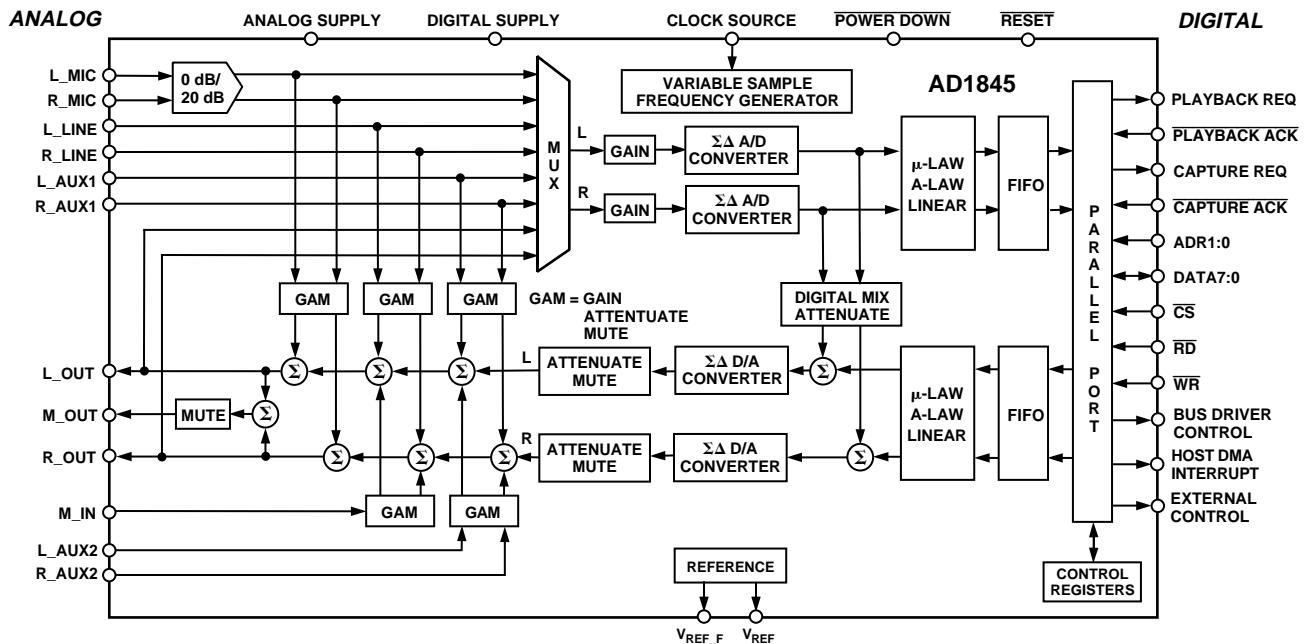 ANALOG
ANALOG SUPPLY
DIGITAL SUPPLY
CLOCK SOURCE
POWER DOWN
RESET
DIGITAL
L_MIC
R_MIC
L_LINE
R_LINE
L_AUX1
R_AUX1
0 dB/
20 dB
MUX
VARIABLE SAMPLE
FREQUENCY GENERATOR
AD1845
L
R
GAIN
GAIN
ΣΔ A/D
CONVERTER
ΣΔ A/D
CONVERTER
μ-LAW
A-LAW
LINEAR
FIFO
PARALLEL PORT
PLAYBACK REQ
PLAYBACK ACK
CAPTURE REQ
CAPTURE ACK
ADR1:0
DATA7:0
CS
RD
WR
BUS DRIVER
CONTROL
HOST DMA
INTERRUPT
EXTERNAL
CONTROL
GAM
GAM
GAM
GAM = GAIN
ATTENTUATE
MUTE
DIGITAL MIX
ATTENUATE
L_OUT
M_OUT
R_OUT
MUTE
Σ
Σ
Σ
Σ
Σ
Σ
Σ
L
R
ATTENUATE
MUTE
ATTENUATE
MUTE
ΣΔ D/A
CONVERTER
ΣΔ D/A
CONVERTER
Σ
Σ
μ-LAW
A-LAW
LINEAR
FIFO
M_IN
L_AUX2
R_AUX2
GAM
GAM
REFERENCE
VREF_F
VREF
CONTROL
REGISTERS